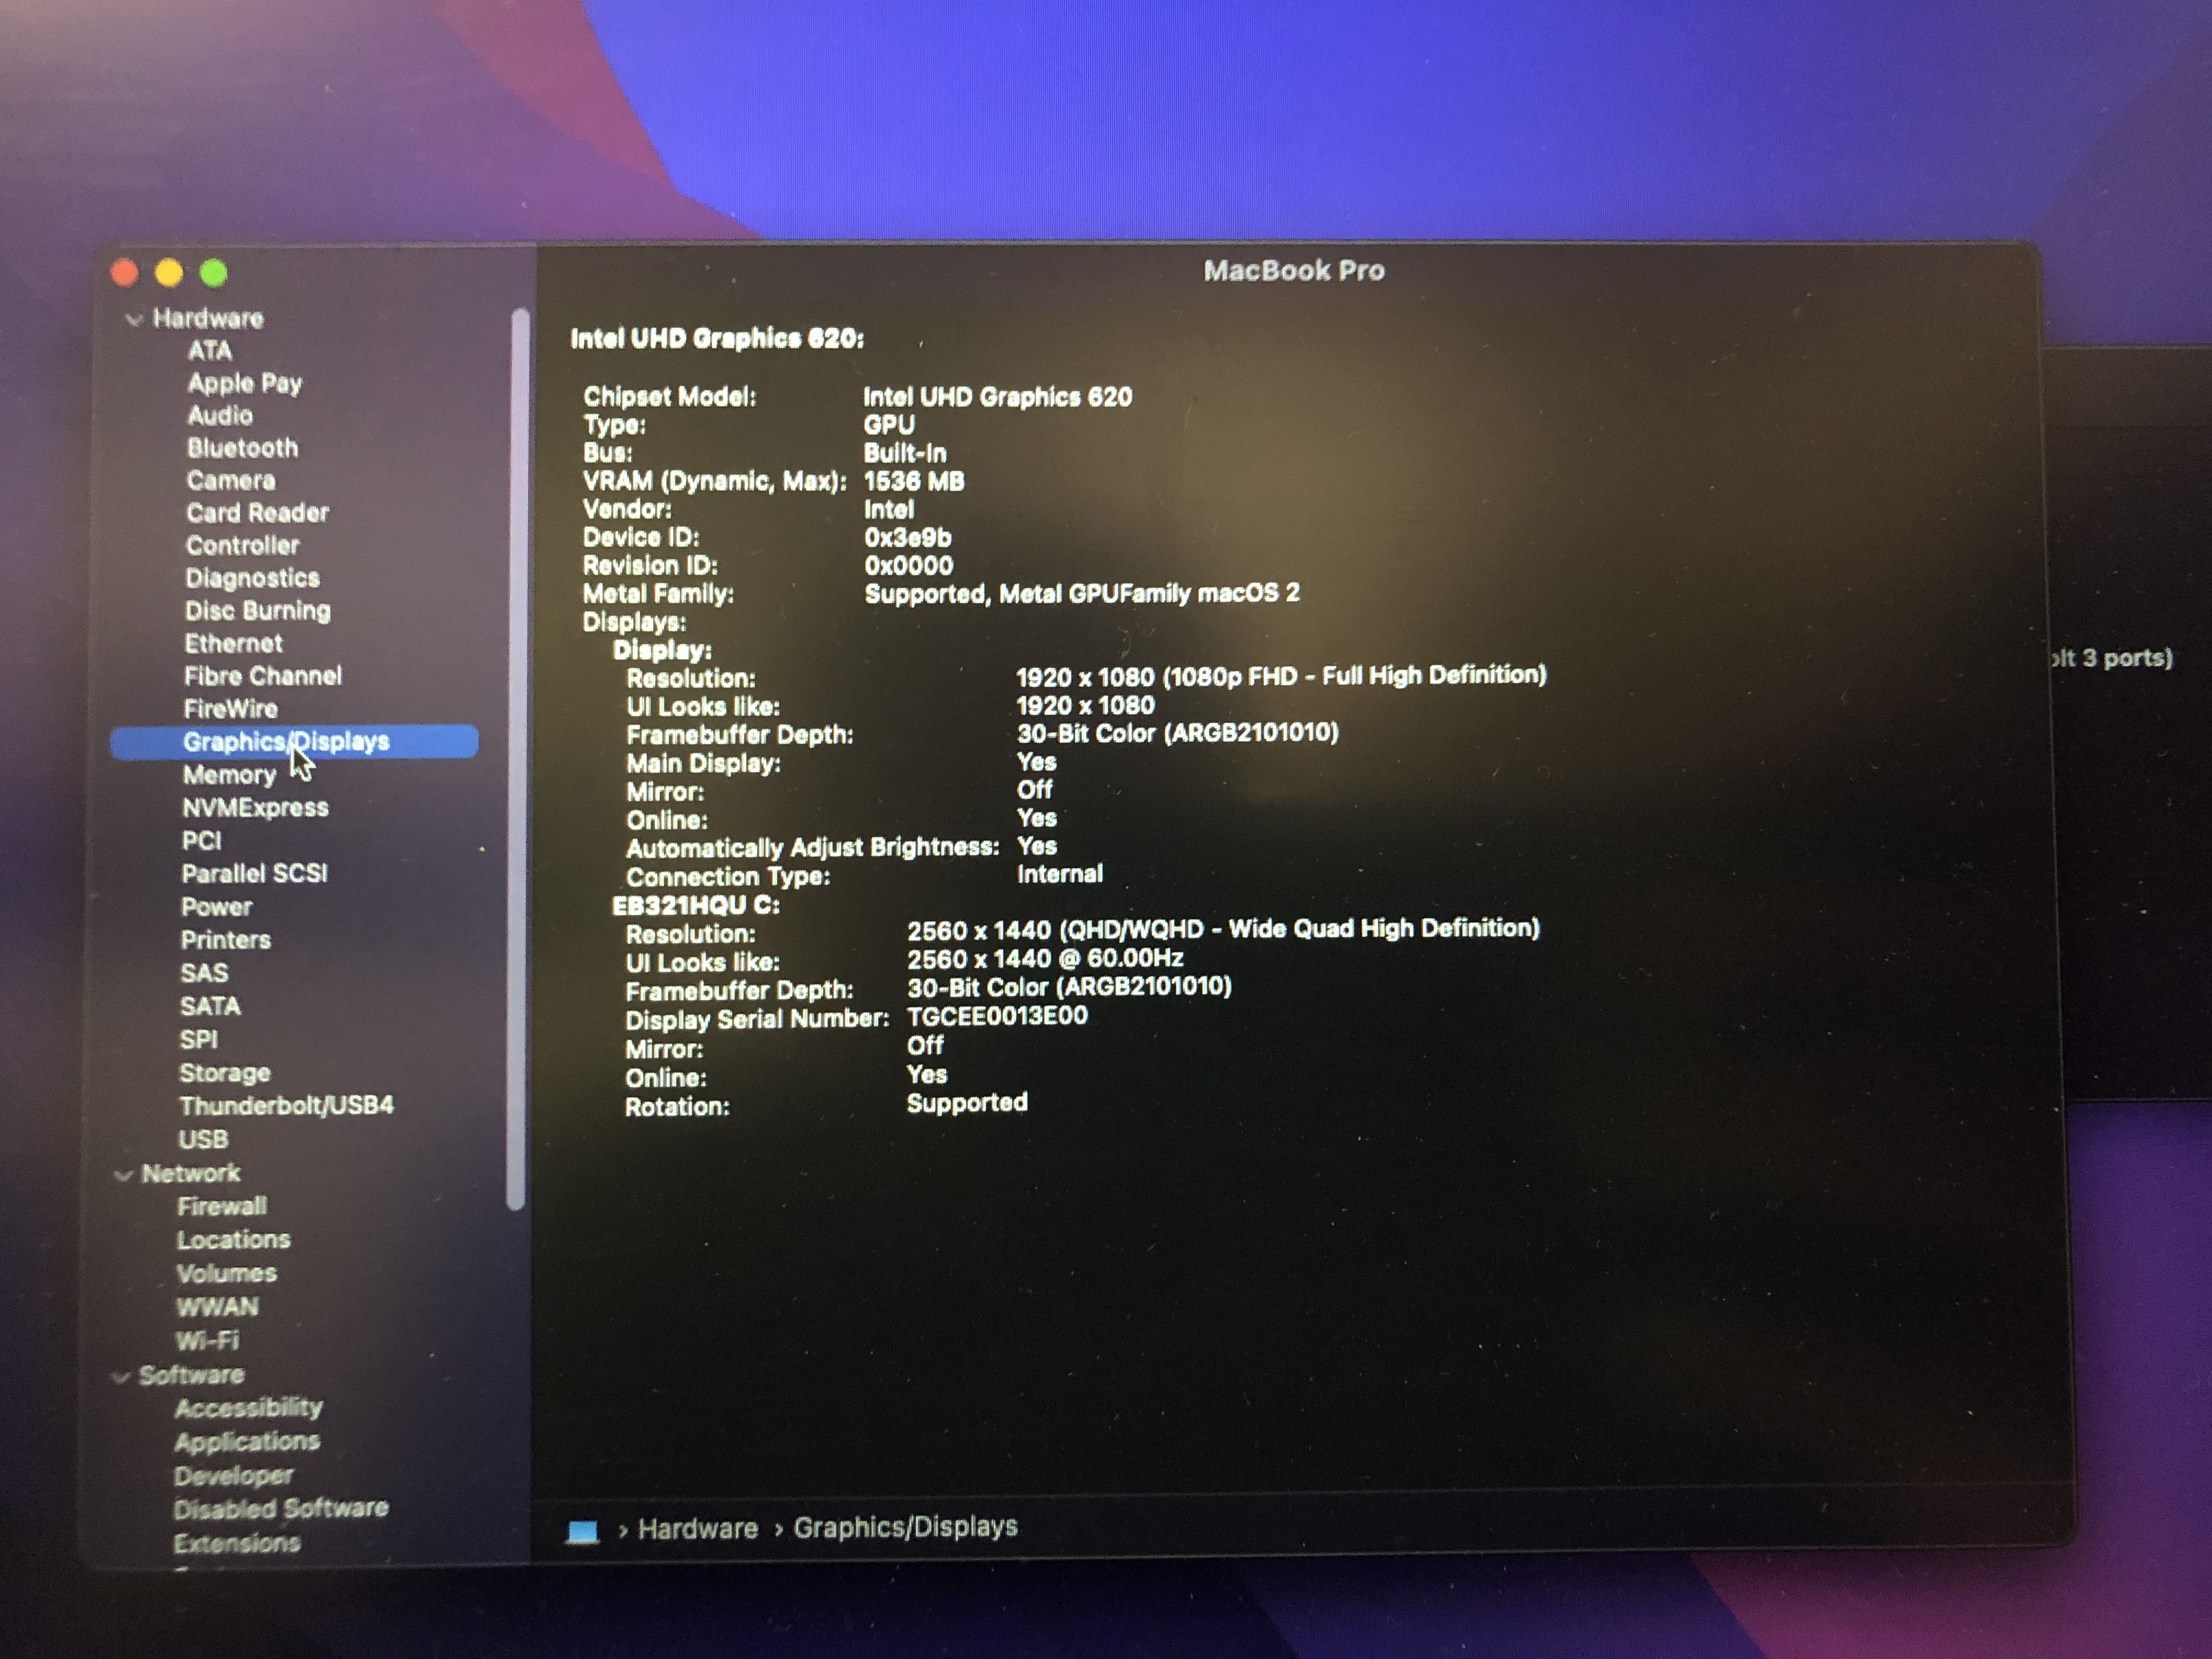 MacBook Pro
Hardware
ATA
Apple Pay
Audio
Bluetooth
Camera
Card Reader
Controller
Diagnostics
Disc Burning
Ethernet
Fibre Channel
FireWire
Graphics/Displays
Memory
NVMExpress
PCI
Parallel SCSI
Power
Printers
SAS
SATA
SPI
Storage
Thunderbolt/USB4
USB
Network
Firewall
Locations
Volumes
WWAN
Wi-Fi
Software
Accessibility
Applications
Developer
Disabled Software
Extensions
Intel UHD Graphics 620:
Chipset Model: Intel UHD Graphics 620
Type: GPU
Bus: Built-In
VRAM (Dynamic, Max): 1536 MB
Vendor: Intel
Device ID: 0x3e9b
Revision ID: 0x0000
Metal Family: Supported, Metal GPUFamily macOS 2
Displays:
Display:
Resolution: 1920 x 1080 (1080p FHD - Full High Definition)
UI Looks like: 1920 x 1080
Framebuffer Depth: 30-Bit Color (ARGB2101010)
Main Display: Yes
Mirror: Off
Online: Yes
Automatically Adjust Brightness: Yes
Connection Type: Internal
EB321HQU C:
Resolution: 2560 x 1440 (QHD/WQHD - Wide Quad High Definition)
UI Looks like: 2560 x 1440 @ 60.00Hz
Framebuffer Depth: 30-Bit Color (ARGB2101010)
Display Serial Number: TGCEE0013E00
Mirror: Off
Online: Yes
Rotation: Supported
› Hardware › Graphics/Displays
olt 3 ports)